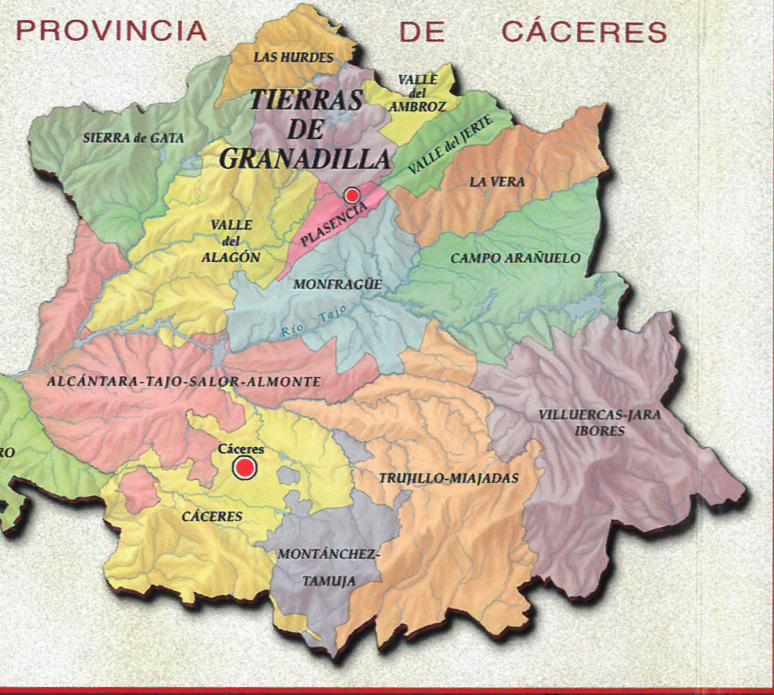 PROVINCIA DE CÁCERES
LAS HURDES
VALLE
del
AMBROZ
TIERRAS
DE
GRANADILLA
SIERRA de GATA
VALLE del JERTE
LA VERA
PLASENCIA
VALLE
del
ALAGÓN
CAMPO ARAÑUELO
MONFRAGÜE
Río Tajo
ALCÁNTARA-TAJO-SALOR-ALMONTE
VILLUERCAS-JARA
IBORES
RO
Cáceres
TRUJILLO-MIAJADAS
CÁCERES
MONTÁNCHEZ-
TAMUJA